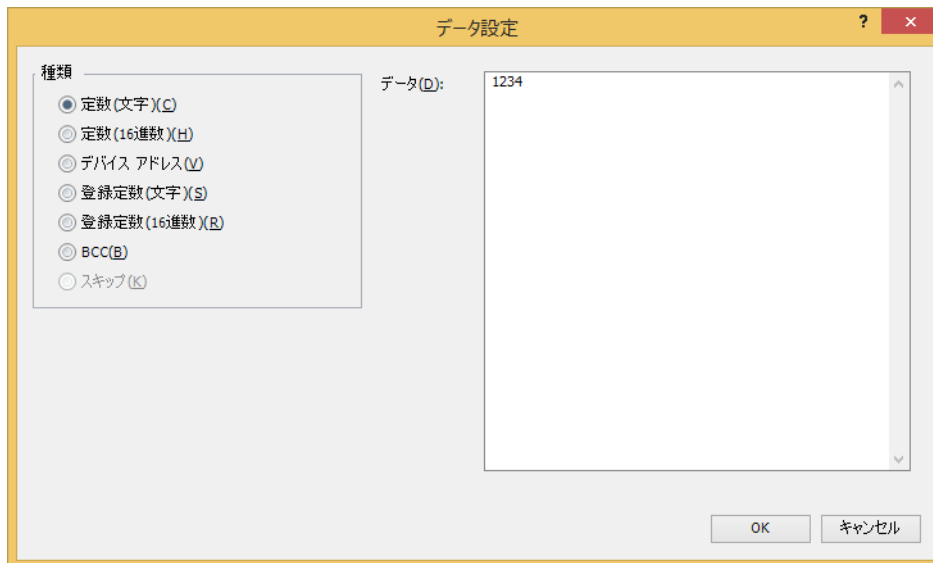 データ設定
?
×
種類
定数(文字)(C)
定数(16進数)(H)
デバイス アドレス(V)
登録定数(文字)(S)
登録定数(16進数)(R)
BCC(B)
スキップ(K)
データ(D):
1234
OK
キャンセル